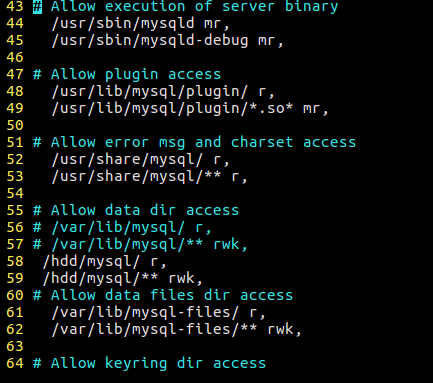 43 # Allow execution of server binary
44   /usr/sbin/mysqld mr,
45   /usr/sbin/mysqld-debug mr,
46
47 # Allow plugin access
48   /usr/lib/mysql/plugin/ r,
49   /usr/lib/mysql/plugin/*.so* mr,
50
51 # Allow error msg and charset access
52   /usr/share/mysql/ r,
53   /usr/share/mysql/** r,
54
55 # Allow data dir access
56 # /var/lib/mysql/ r,
57 # /var/lib/mysql/** rwk,
58  /hdd/mysql/ r,
59  /hdd/mysql/** rwk,
60 # Allow data files dir access
61   /var/lib/mysql-files/ r,
62   /var/lib/mysql-files/** rwk,
63
64 # Allow keyring dir access